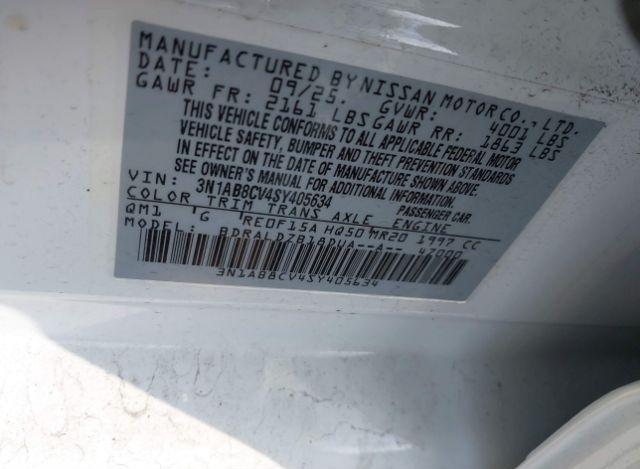 MANUFACTURED BY NISSAN MOTOR CO., LTD.
DATE: 09/25. GVWR: 4001 LBS
GAWR FR: 2161 LBS GAWR RR: 1863 LBS
THIS VEHICLE CONFORMS TO ALL APPLICABLE FEDERAL MOTOR
VEHICLE SAFETY, BUMPER AND THEFT PREVENTION STANDARDS
IN EFFECT ON THE DATE OF MANUFACTURE SHOWN ABOVE.
SEE OWNER'S MANUAL FOR ADDITIONAL INFORMATION.
VIN: 3N1AB8CV4SY405634 PASSENGER CAR.
COLOR TRIM TRANS AXLE ENGINE
QM1 G RE0F15A HQ50 MR20 1997 CC
MODEL: BDRALDZB18DUA--A-- 47000
3N1AB8CV4SY405634